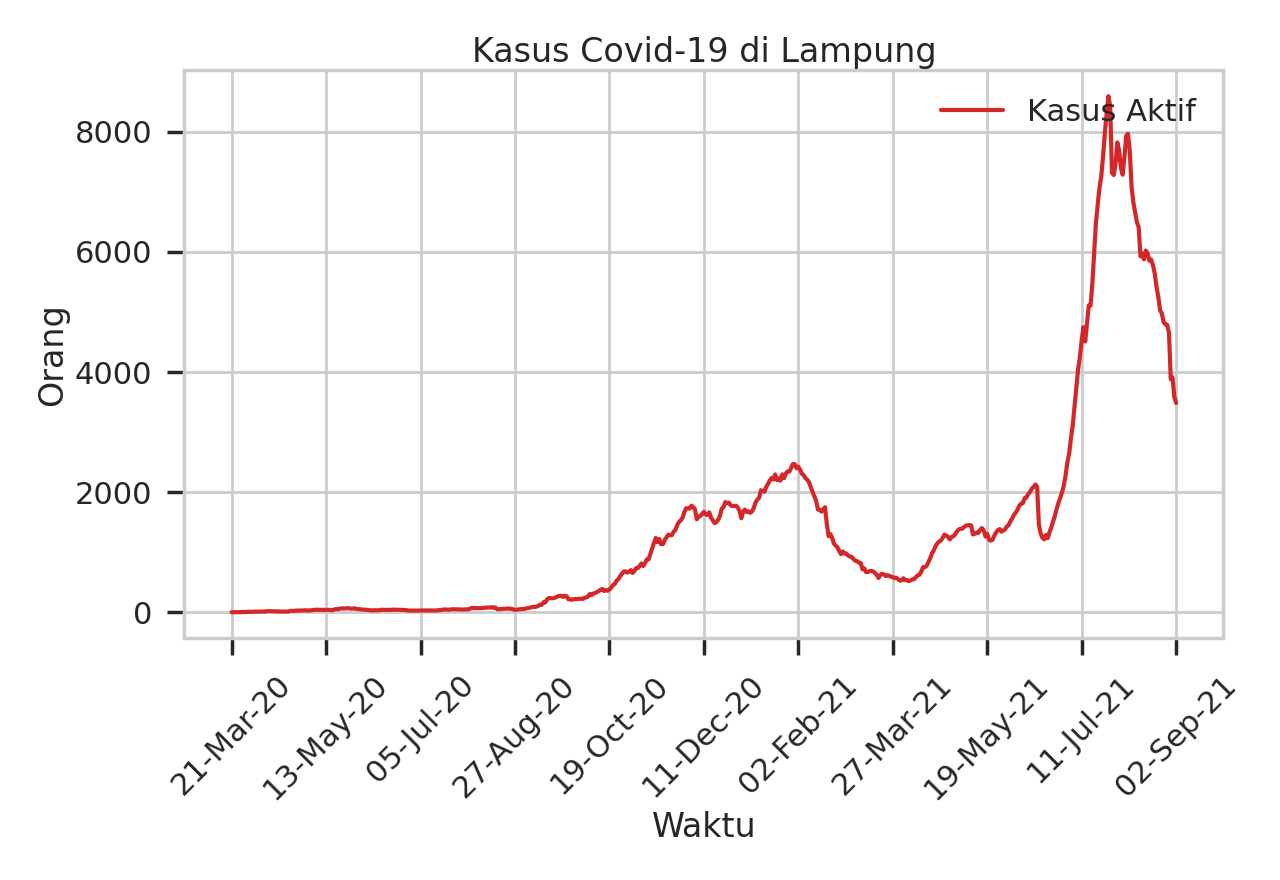 Kasus Covid-19 di Lampung
Kasus Aktif
8000
6000
4000
2000
0
Orang
21-Mar-20
13-May-20
05-Jul-20
27-Aug-20
19-Oct-20
11-Dec-20
02-Feb-21
27-Mar-21
19-May-21
11-Jul-21
02-Sep-21
Waktu